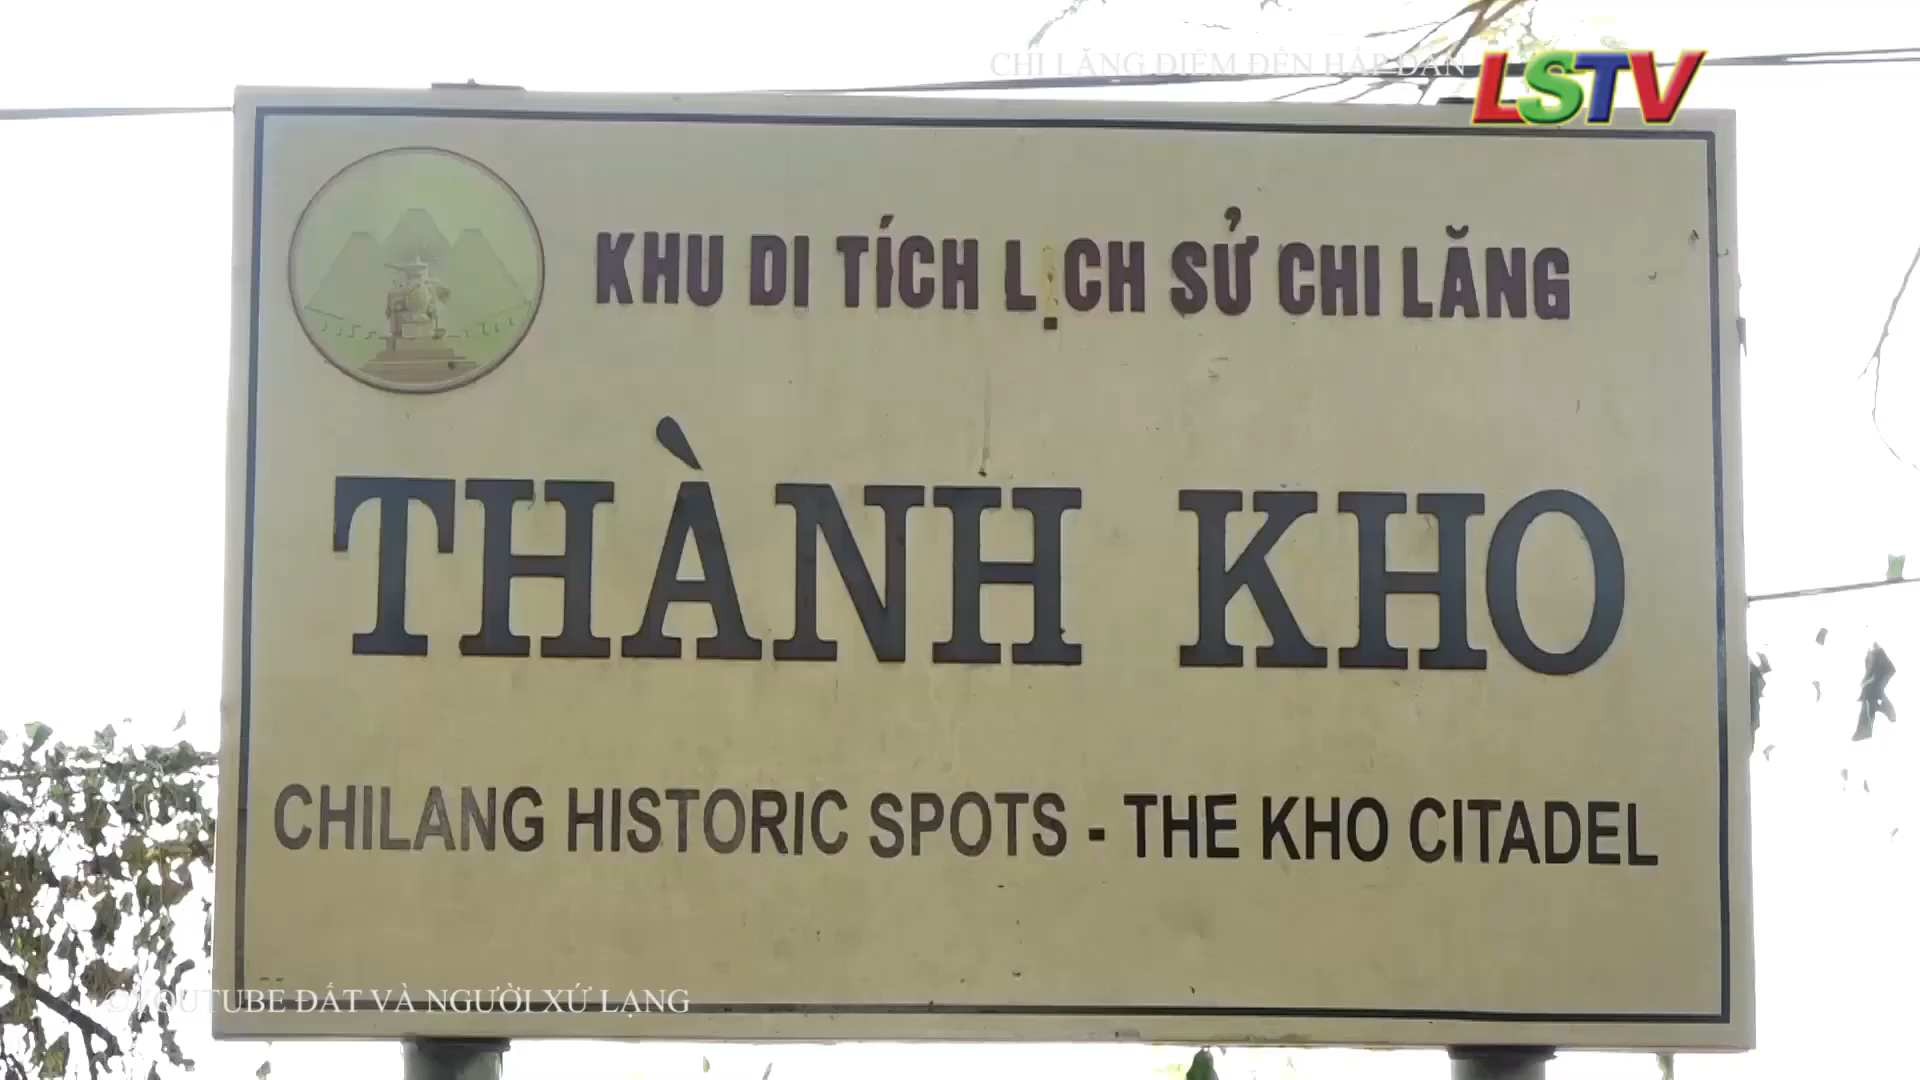 CHI LĂNG ĐIỂM ĐẾN HẤP DẪN
LSTV
KHU DI TÍCH LỊCH SỬ CHI LĂNG
THÀNH KHO
CHILANG HISTORIC SPOTS - THE KHO CITADEL
©YOUTUBE ĐẤT VÀ NGƯỜI XỨ LẠNG